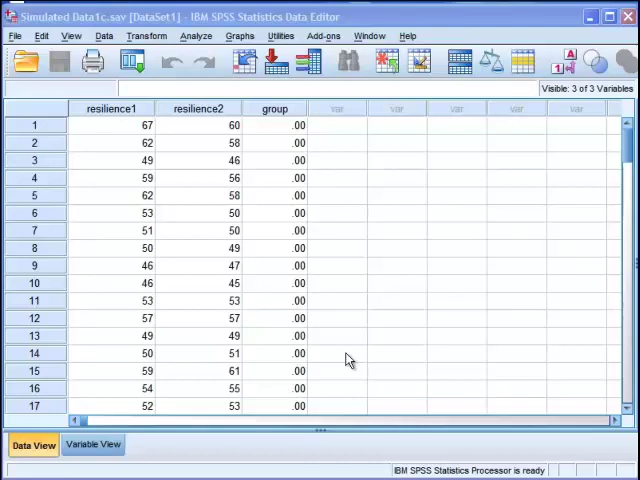 Simulated Data1c.sav [DataSet1] - IBM SPSS Statistics Data Editor
File Edit View Data Transform Analyze Graphs Utilities Add-ons Window Help
Visible: 3 of 3 Variables
resilience1 resilience2 group var var var var var
1 67 60 .00
2 62 58 .00
3 49 46 .00
4 59 56 .00
5 62 58 .00
6 53 50 .00
7 51 50 .00
8 50 49 .00
9 46 47 .00
10 46 45 .00
11 53 53 .00
12 57 57 .00
13 49 49 .00
14 50 51 .00
15 59 61 .00
16 54 55 .00
17 52 53 .00
Data View Variable View
IBM SPSS Statistics Processor is ready